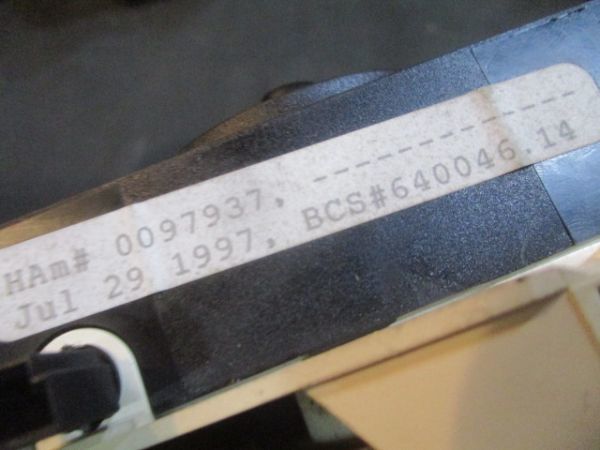 HAm# 0097937, -------------
Jul 29 1997, BCS#640046.14